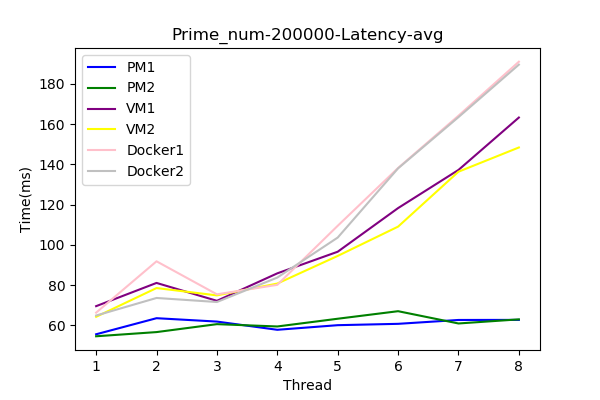 Prime_num-200000-Latency-avg
PM1
PM2
VM1
VM2
Docker1
Docker2
Time(ms)
180
160
140
120
100
80
60
1 2 3 4 5 6 7 8
Thread